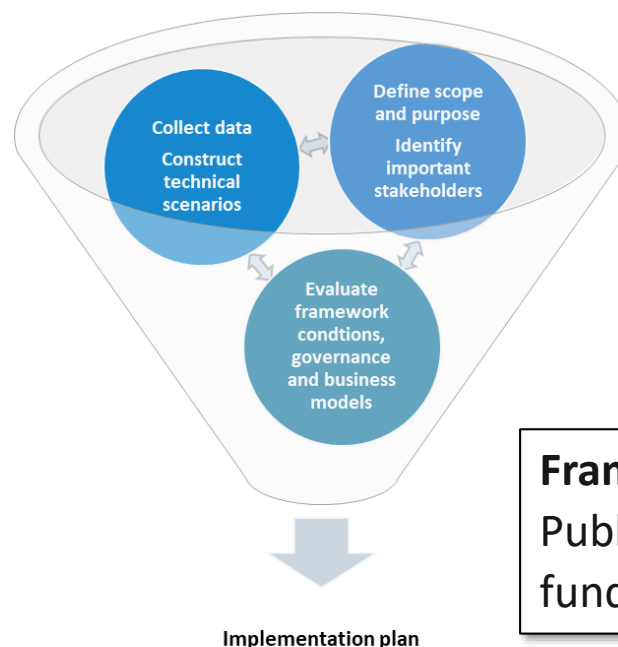 Collect data
Construct
technical
scenarios
Define scope
and purpose
Identify
important
stakeholders
Evaluate
framework
condtions,
governance
and business
models
Implementation plan